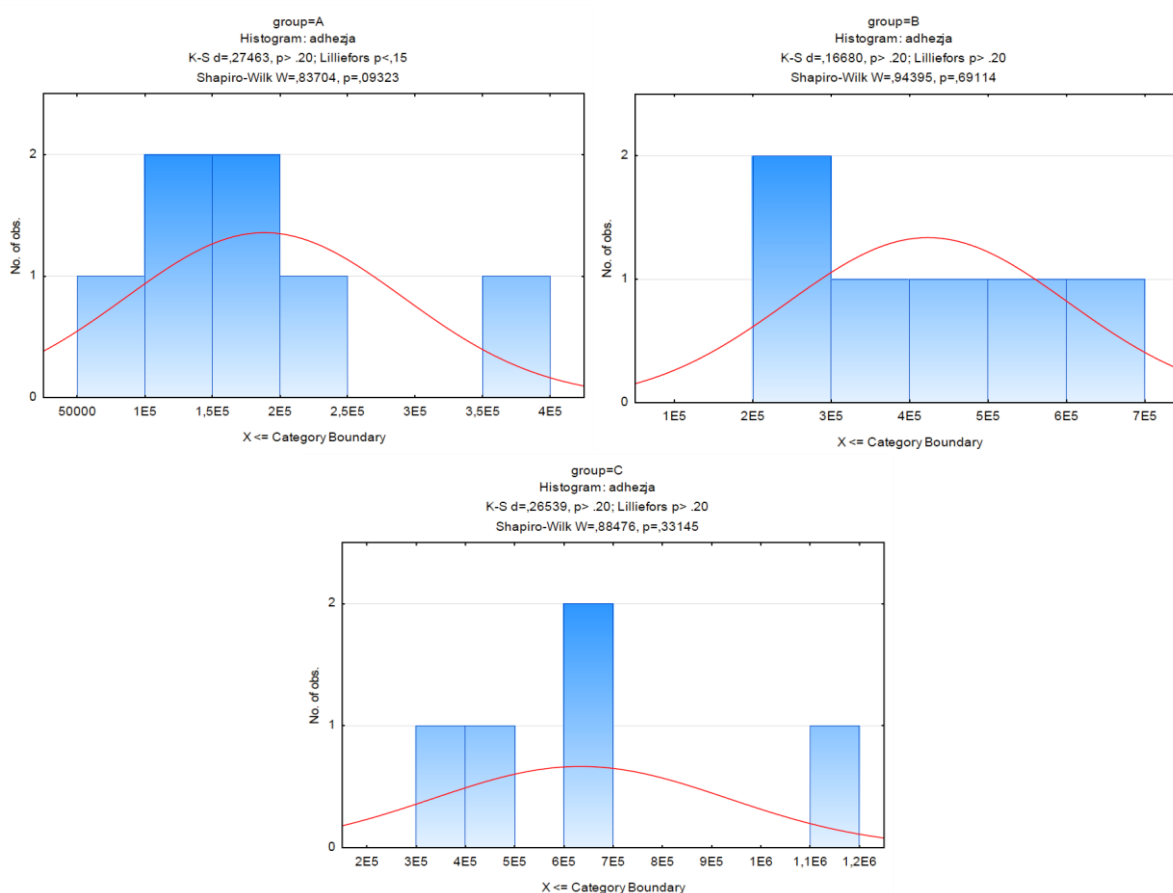 group=A
Histogram: adhezja
K-S d=,27463, p> .20; Lilliefors p<,15
Shapiro-Wilk W=,83704, p=,09323
No. of obs.
2
1
0
50000 1E5 1,5E5 2E5 2,5E5 3E5 3,5E5 4E5
X <= Category Boundary
group=B
Histogram: adhezja
K-S d=,16680, p> .20; Lilliefors p> .20
Shapiro-Wilk W=,94395, p=,69114
No. of obs.
2
1
0
1E5 2E5 3E5 4E5 5E5 6E5 7E5
X <= Category Boundary
group=C
Histogram: adhezja
K-S d=,26539, p> .20; Lilliefors p> .20
Shapiro-Wilk W=,88476, p=,33145
No. of obs.
2
1
0
2E5 3E5 4E5 5E5 6E5 7E5 8E5 9E5 1E6 1,1E6 1,2E6
X <= Category Boundary